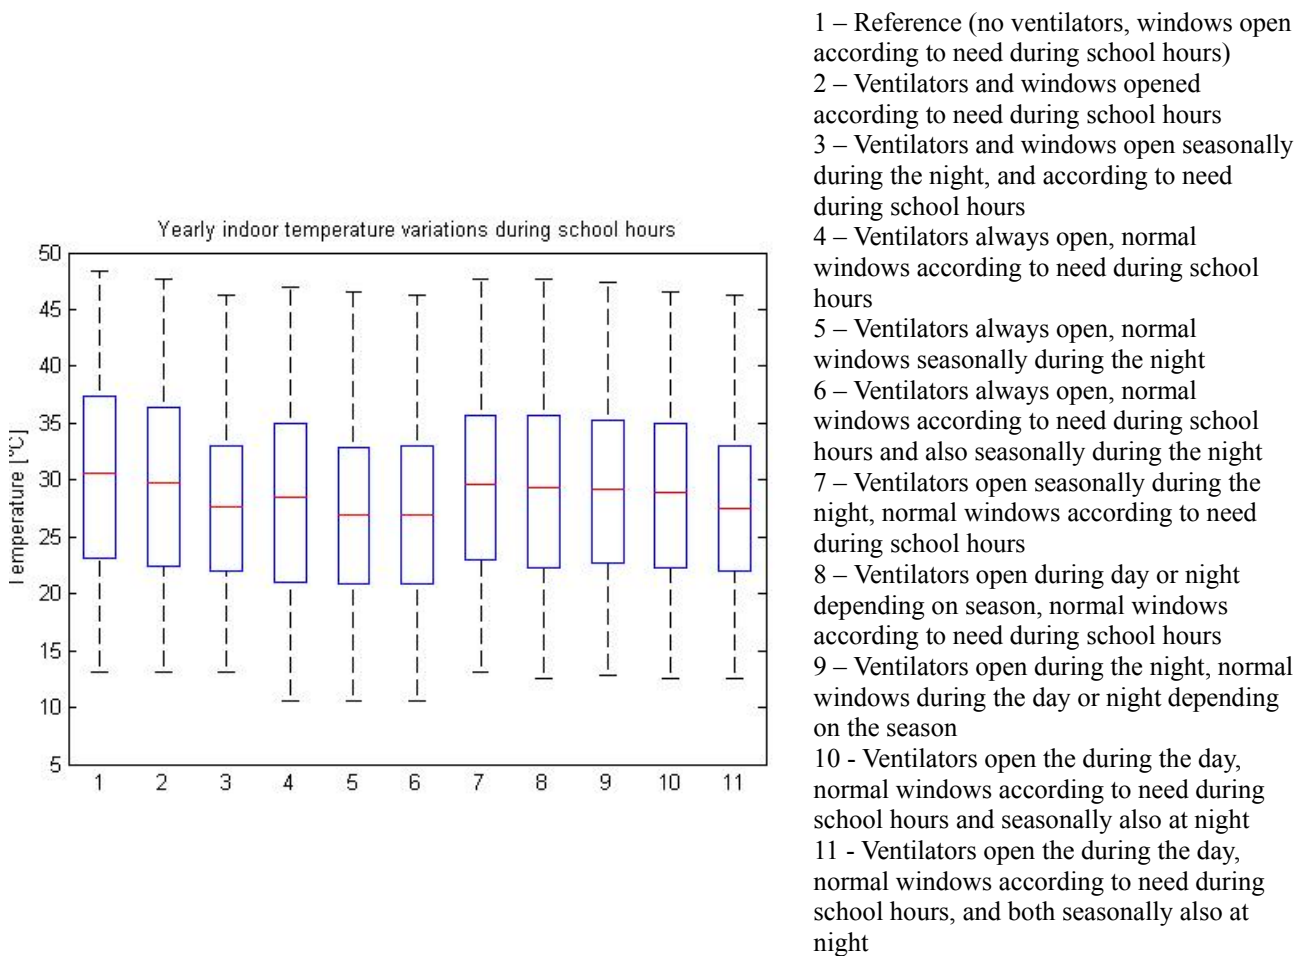 Yearly indoor temperature variations during school hours
Temperature [°C]
50
45
40
35
30
25
20
15
10
5
1 2 3 4 5 6 7 8 9 10 11
1 – Reference (no ventilators, windows open
according to need during school hours)
2 – Ventilators and windows opened
according to need during school hours
3 – Ventilators and windows open seasonally
during the night, and according to need
during school hours
4 – Ventilators always open, normal
windows according to need during school
hours
5 – Ventilators always open, normal
windows seasonally during the night
6 – Ventilators always open, normal
windows according to need during school
hours and also seasonally during the night
7 – Ventilators open seasonally during the
night, normal windows according to need
during school hours
8 – Ventilators open during day or night
depending on season, normal windows
according to need during school hours
9 – Ventilators open during the night, normal
windows during the day or night depending
on the season
10 - Ventilators open the during the day,
normal windows according to need during
school hours and seasonally also at night
11 - Ventilators open the during the day,
normal windows according to need during
school hours, and both seasonally also at
night